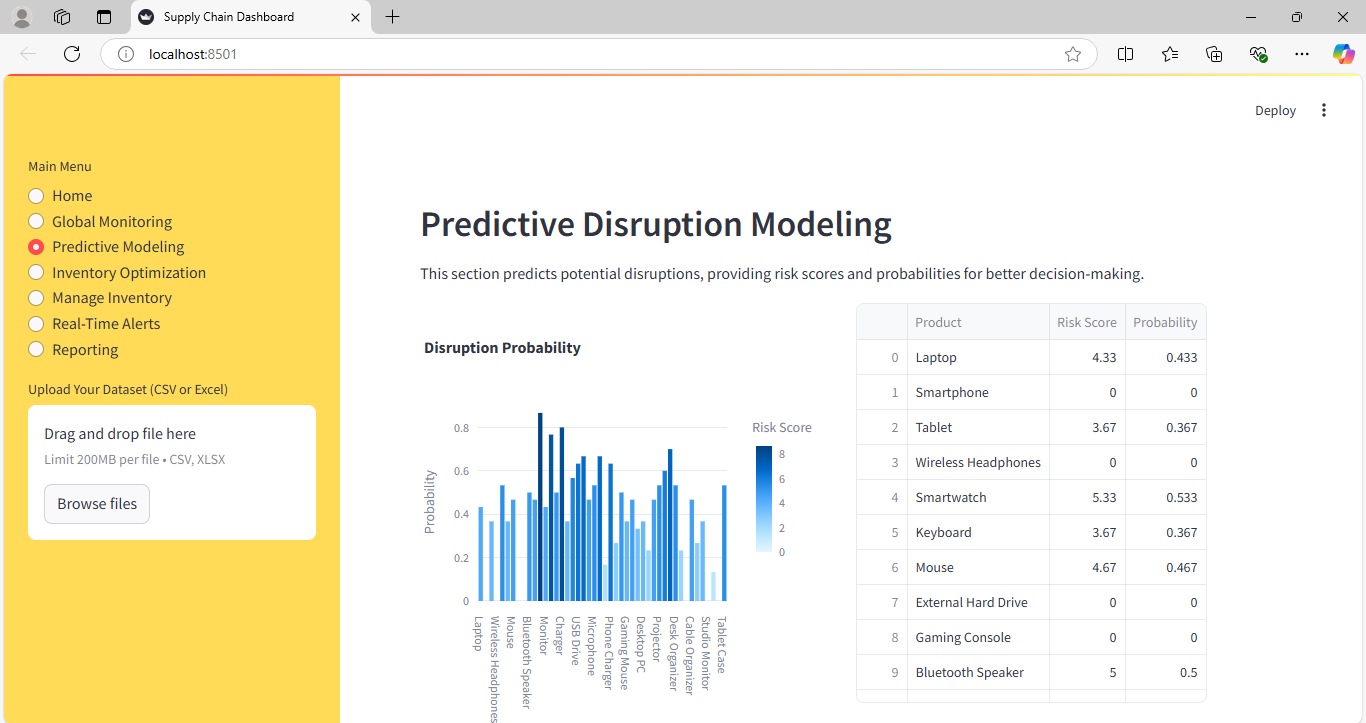 Supply Chain Dashboard
localhost:8501
Deploy
Main Menu
Home
Global Monitoring
Predictive Modeling
Inventory Optimization
Manage Inventory
Real-Time Alerts
Reporting
Upload Your Dataset (CSV or Excel)
Drag and drop file here
Limit 200MB per file • CSV, XLSX
Browse files
Predictive Disruption Modeling
This section predicts potential disruptions, providing risk scores and probabilities for better decision-making.
Disruption Probability
Probability
0.8
0.6
0.4
0.2
0
Laptop
Wireless Headphones
Mouse
Bluetooth Speaker
Monitor
Charger
USB Drive
Microphone
Phone Charger
Gaming Mouse
Desktop PC
Projector
Desk Organizer
Cable Organizer
Studio Monitor
Tablet Case
Risk Score
8
6
4
2
0
Product Risk Score Probability
0 Laptop 4.33 0.433
1 Smartphone 0 0
2 Tablet 3.67 0.367
3 Wireless Headphones 0 0
4 Smartwatch 5.33 0.533
5 Keyboard 3.67 0.367
6 Mouse 4.67 0.467
7 External Hard Drive 0 0
8 Gaming Console 0 0
9 Bluetooth Speaker 5 0.5